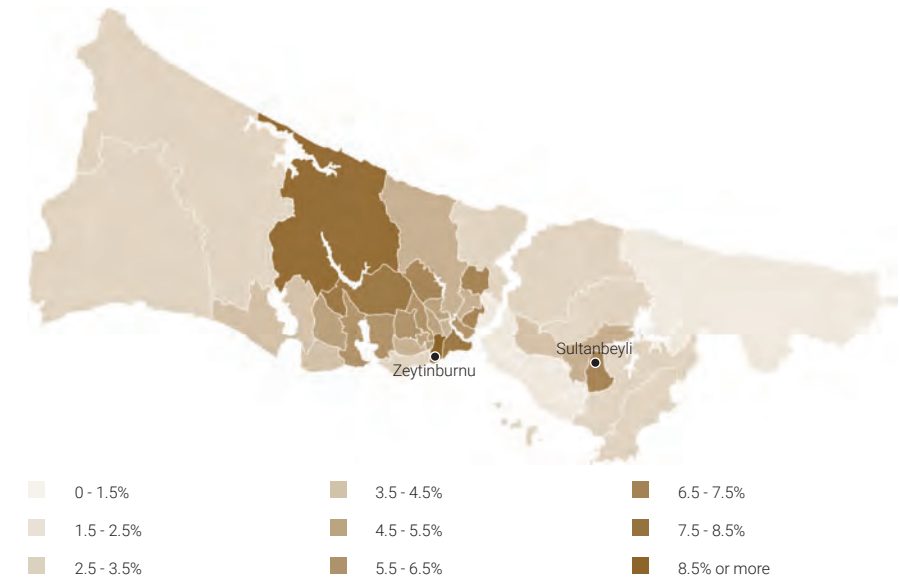 Sultanbeyli
Zeytinburnu
0 - 1.5%
3.5 - 4.5%
6.5 - 7.5%
1.5 - 2.5%
4.5 - 5.5%
7.5 - 8.5%
2.5 - 3.5%
5.5 - 6.5%
8.5% or more